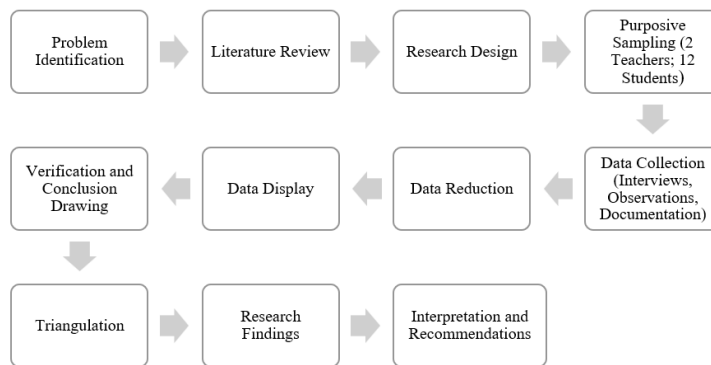 Problem
Identification
Literature Review
Research Design
Purposive
Sampling (2
Teachers; 12
Students)
Data Collection
(Interviews,
Observations,
Documentation)
Data Reduction
Data Display
Verification and
Conclusion
Drawing
Triangulation
Research
Findings
Interpretation and
Recommendations